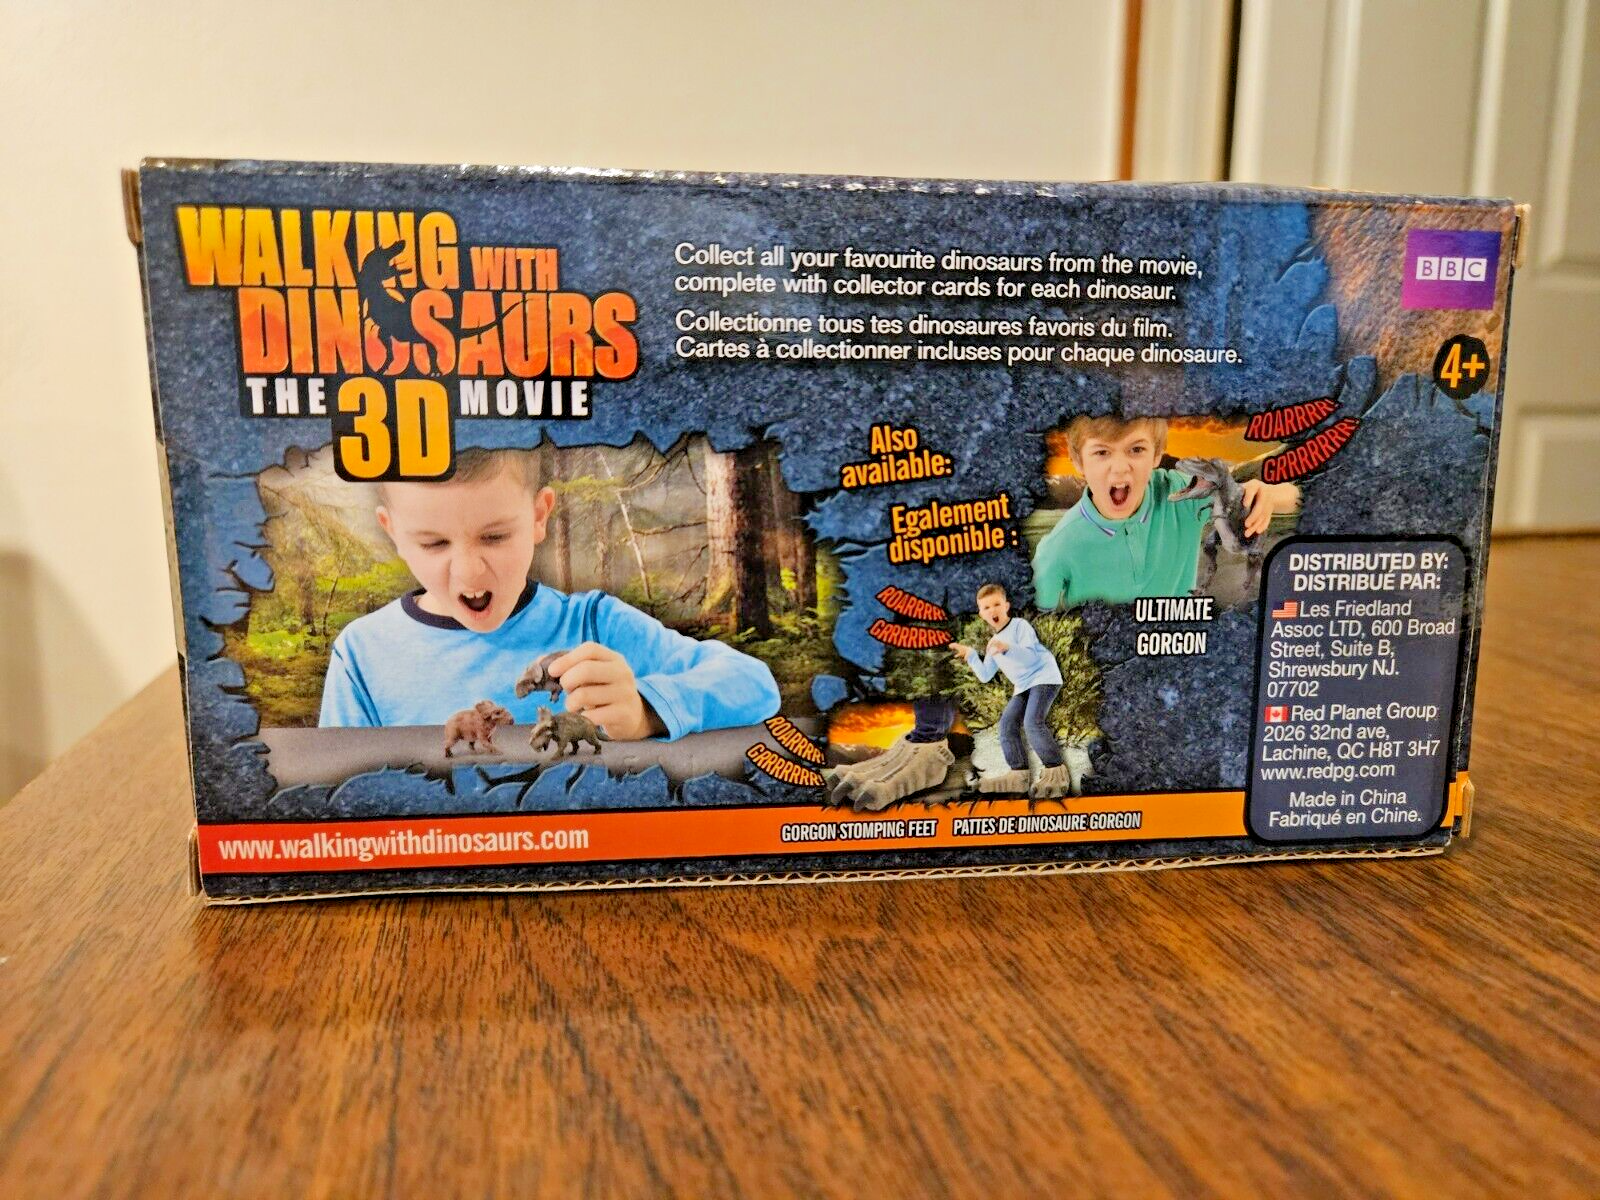 WALKING WITH
DINOSAURS
THE 3D MOVIE
Collect all your favourite dinosaurs from the movie,
complete with collector cards for each dinosaur.
Collectionne tous tes dinosaures favoris du film.
Cartes à collectionner incluses pour chaque dinosaure.
BBC
4+
Also
available:
Egalement
disponible :
ROARRRR!
GRRRRRRR!
ULTIMATE
GORGON
ROARRRR!
GRRRRRRR!
ROARRRR!
GRRRRRRR!
GORGON STOMPING FEET PATTES DE DINOSAURE GORGON
www.walkingwithdinosaurs.com
DISTRIBUTED BY:
DISTRIBUÉ PAR:
Les Friedland
Assoc LTD, 600 Broad
Street, Suite B,
Shrewsbury NJ.
07702
Red Planet Group
2026 32nd ave,
Lachine, QC H8T 3H7
www.redpg.com
Made in China
Fabriqué en Chine.